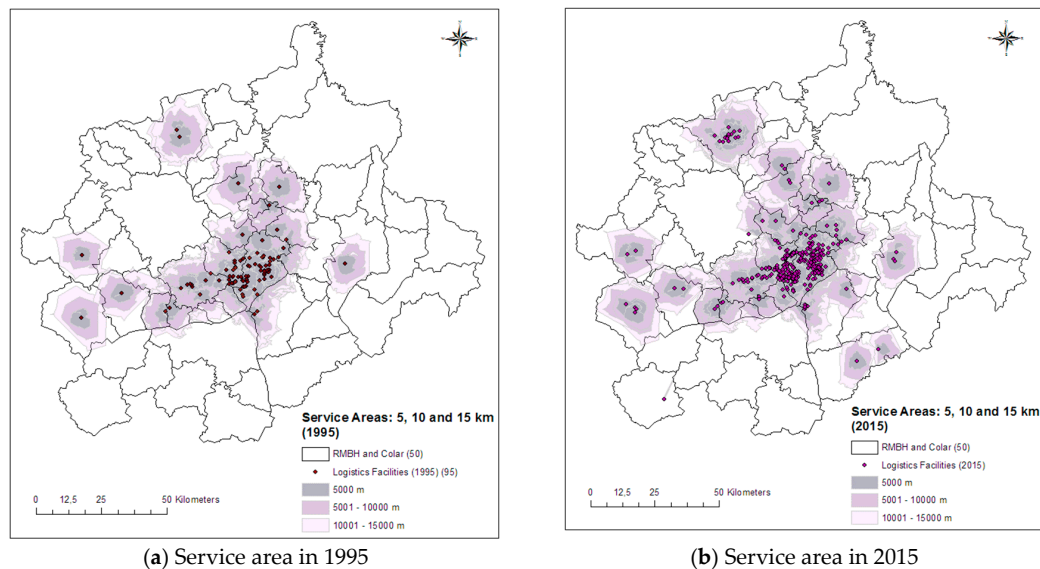 Service Areas: 5, 10 and 15 km
(1995)
RMBH and Colar (50)
Logistics Facilities (1995) (95)
5000 m
5001 - 10000 m
10001 - 15000 m
0 12,5 25 50 Kilometers
(a) Service area in 1995
Service Areas: 5, 10 and 15 km
(2015)
RMBH and Colar (50)
Logistics Facilities (2015)
5000 m
5001 - 10000 m
10001 - 15000 m
0 12,5 25 50 Kilometers
(b) Service area in 2015